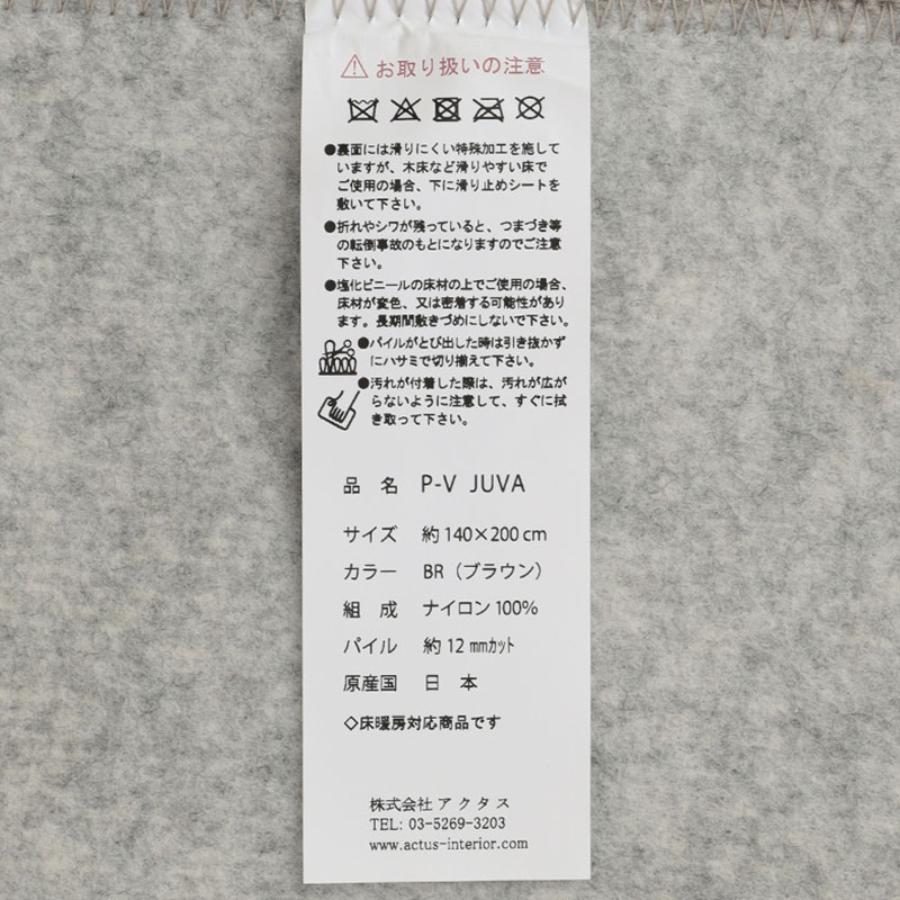 お取り扱いの注意
●裏面には滑りにくい特殊加工を施して
いますが、木床など滑りやすい床で
ご使用の場合、下に滑り止めシートを
敷いて下さい。
●折れやシワが残っていると、つまづき等
の転倒事故のもとになりますのでご注意
下さい。
●塩化ビニールの床材の上でご使用の場合、
床材が変色、又は密着する可能性があり
ます。長期間敷きづめにしないで下さい。
●パイルがとび出した時は引き抜かず
にハサミで切り揃えて下さい。
●汚れが付着した際は、汚れが広が
らないように注意して、すぐに拭
き取って下さい。
品 名 P-V JUVA
サイズ 約140×200cm
カラー BR（ブラウン）
組 成 ナイロン100%
パイル 約12㎜カット
原産国 日 本
◇床暖房対応商品です
株式会社アクタス
TEL: 03-5269-3203
www.actus-interior.com